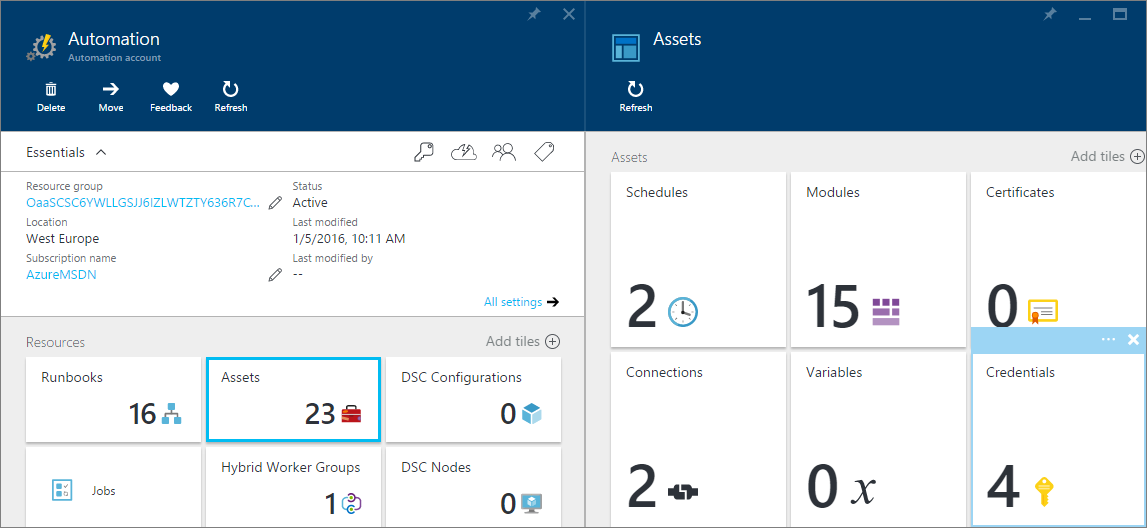 Automation
Automation account
Delete
Move
Feedback
Refresh
Essentials
Resource group
OaaSCSC6YWLLGSJJ6IZLWTZTY636R7C...
Status
Active
Location
West Europe
Last modified
1/5/2016, 10:11 AM
Subscription name
AzureMSDN
Last modified by
--
All settings
Resources
Add tiles
Runbooks
16
Assets
23
DSC Configurations
0
Jobs
Hybrid Worker Groups
1
DSC Nodes
0
Assets
Refresh
Assets
Add tiles
Schedules
2
Modules
15
Certificates
0
Connections
2
Variables
0 x
Credentials
4